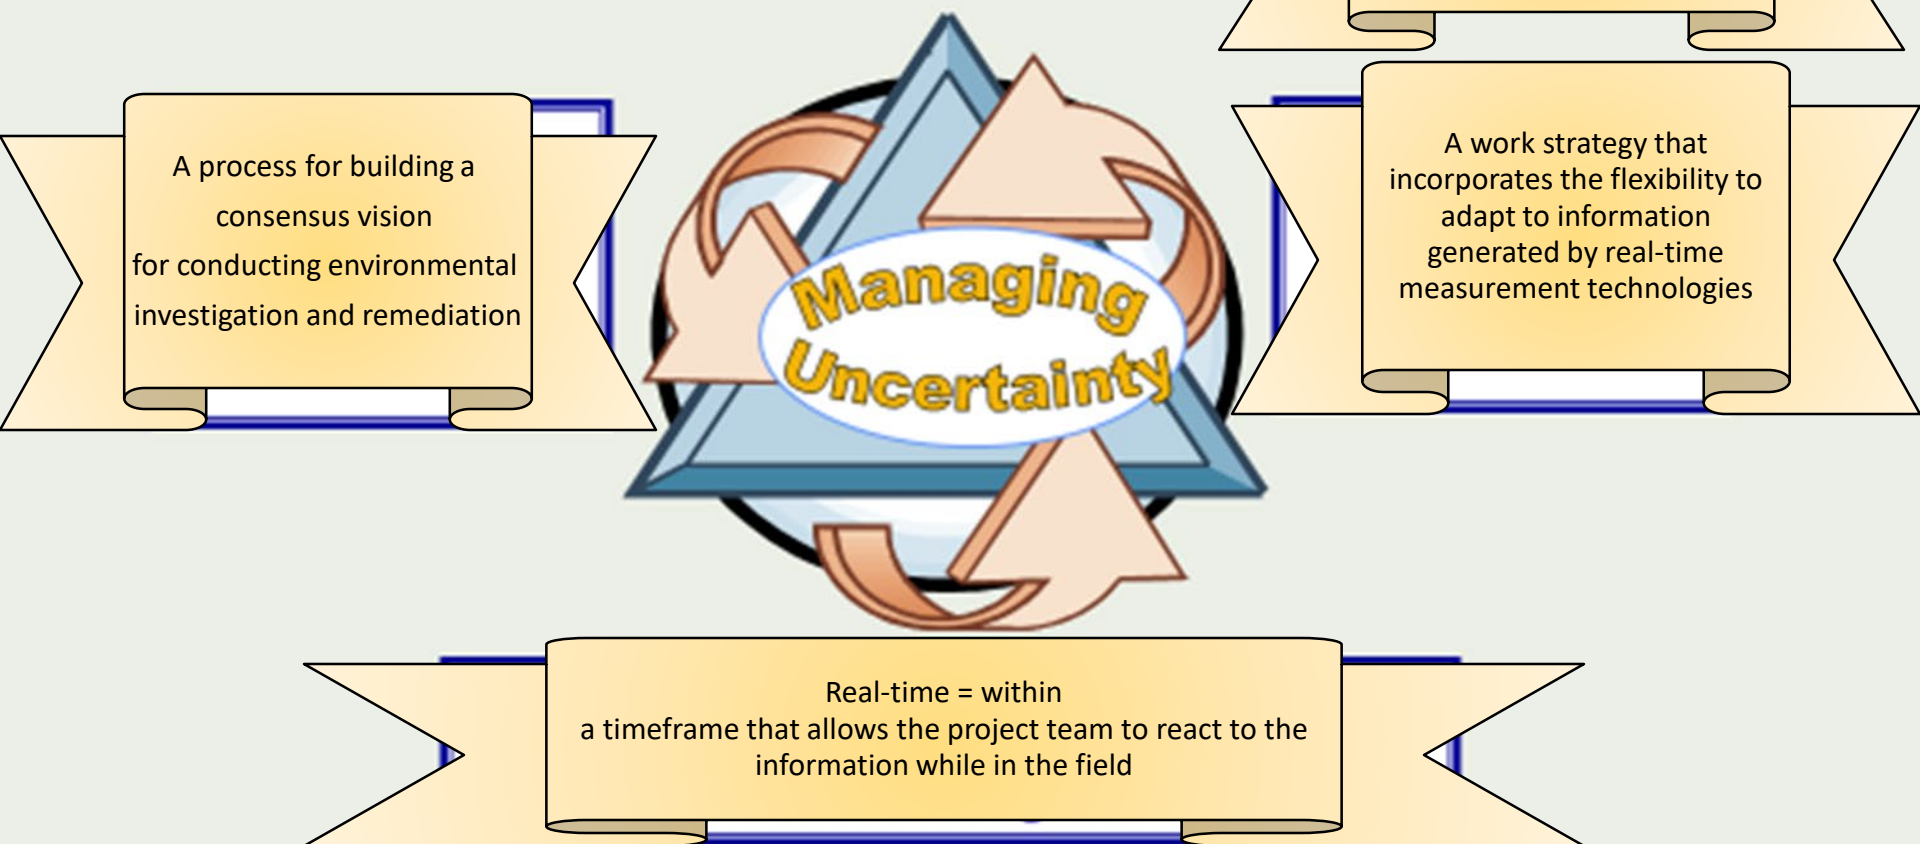 A process for building a
consensus vision
for conducting environmental
investigation and remediation
Managing
Uncertainty
A work strategy that
incorporates the flexibility to
adapt to information
generated by real-time
measurement technologies
Real-time = within
a timeframe that allows the project team to react to the
information while in the field